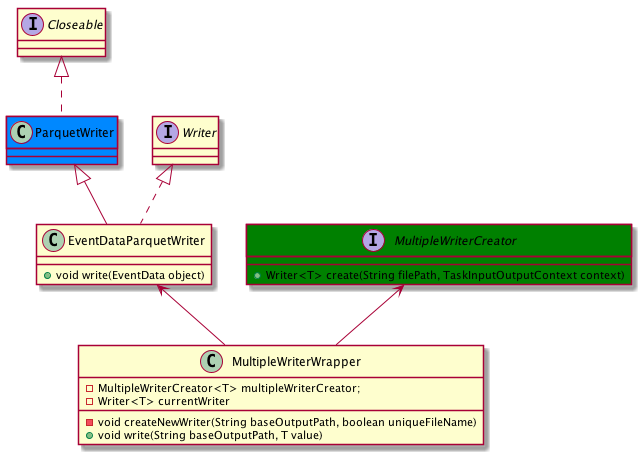 I Closeable
C ParquetWriter
I Writer
C EventDataParquetWriter
void write(EventData object)
I MultipleWriterCreator
Writer<T> create(String filePath, TaskInputOutputContext context)
C MultipleWriterWrapper
MultipleWriterCreator<T> multipleWriterCreator;
Writer<T> currentWriter
void createNewWriter(String baseOutputPath, boolean uniqueFileName)
void write(String baseOutputPath, T value)